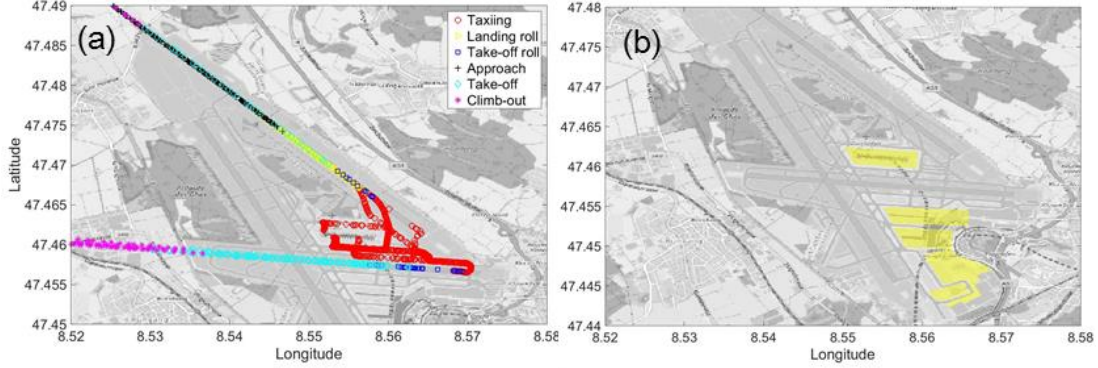 (a)
Taxiing
Landing roll
Take-off roll
Approach
Take-off
Climb-out
47.49
47.485
47.48
47.475
47.47
47.465
47.46
47.455
47.45
Latitude
8.52 8.53 8.54 8.55 8.56 8.57 8.58
Longitude
(b)
47.48
47.475
47.47
47.465
47.46
47.455
47.45
47.445
47.44
8.52 8.53 8.54 8.55 8.56 8.57 8.58
Longitude